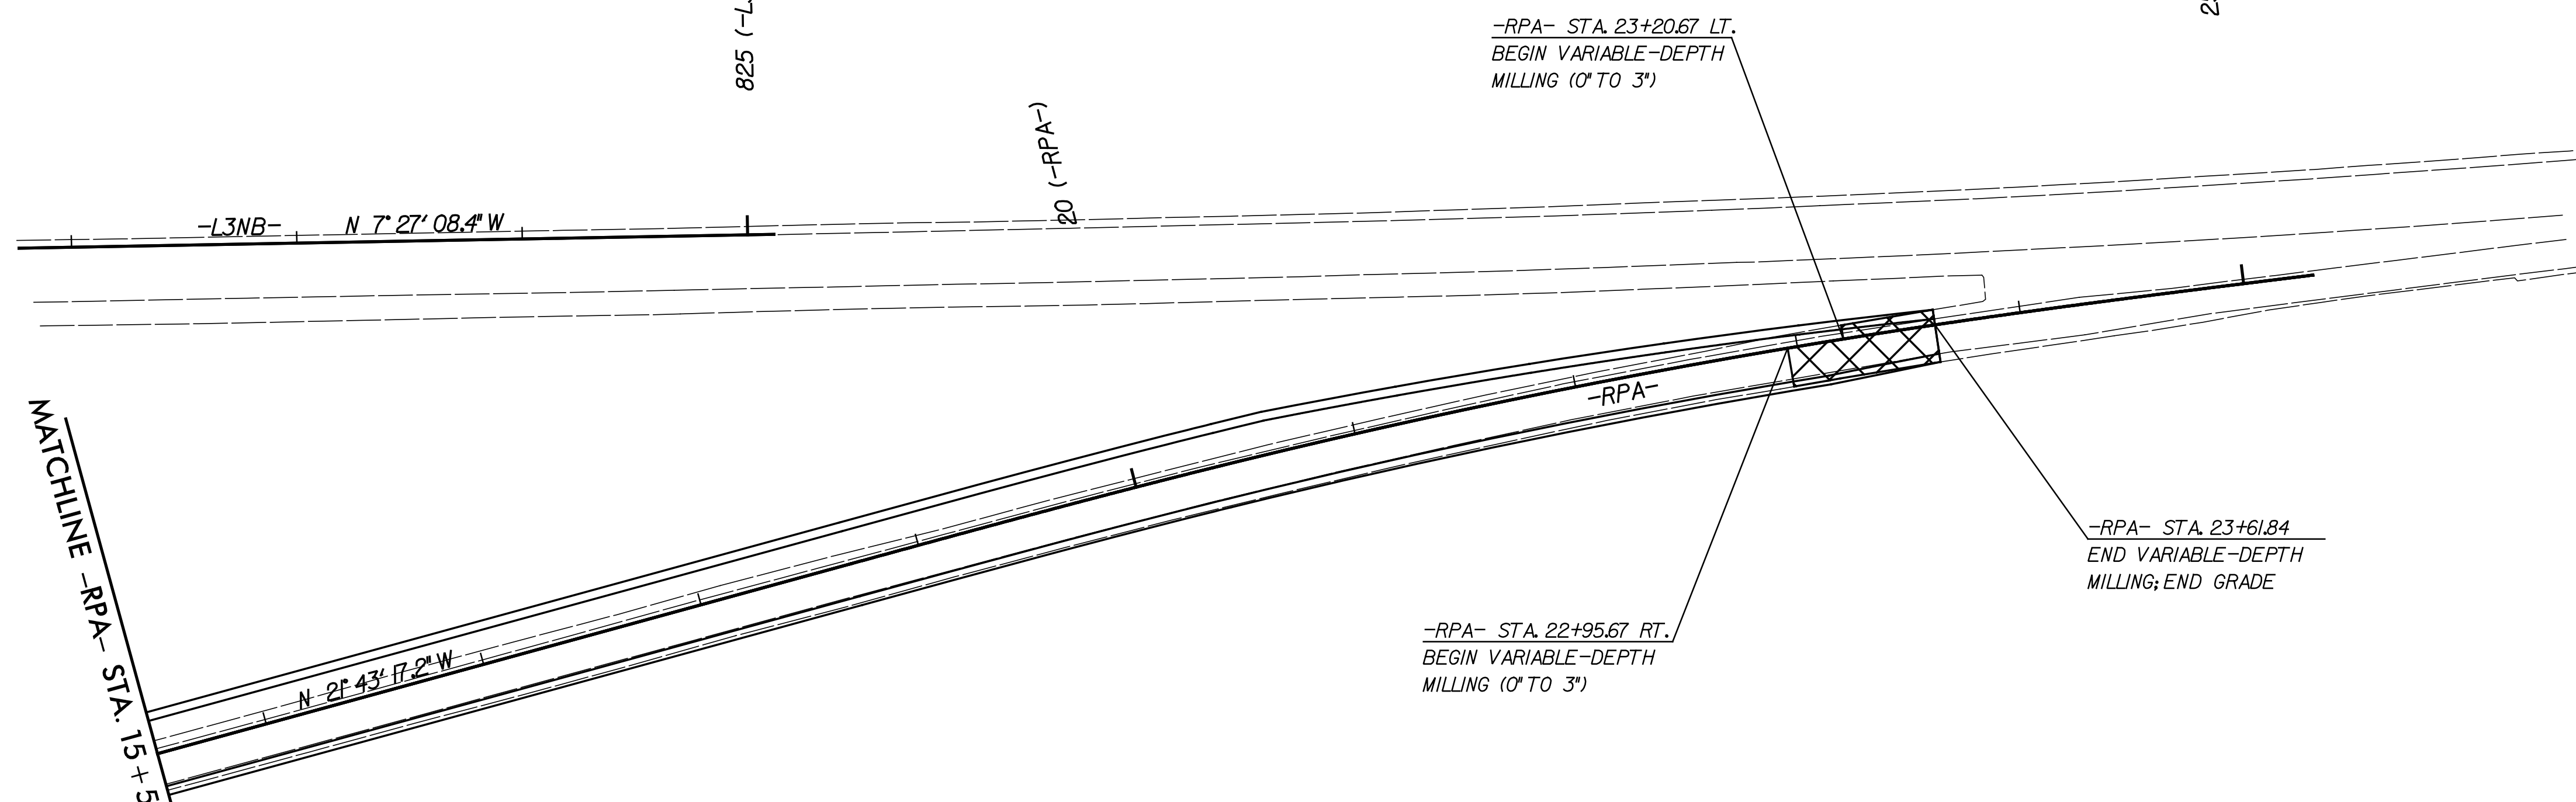 825 (-L
-RPA- STA. 23+20.67 LT.
BEGIN VARIABLE-DEPTH
MILLING (0" TO 3")
20 (-RPA-)
-L3NB- N 7° 27' 08.4" W
-RPA-
MATCHLINE -RPA- STA. 15+5
N 21° 43' 17.2" W
-RPA- STA. 23+61.84
END VARIABLE-DEPTH
MILLING; END GRADE
-RPA- STA. 22+95.67 RT.
BEGIN VARIABLE-DEPTH
MILLING (0" TO 3")